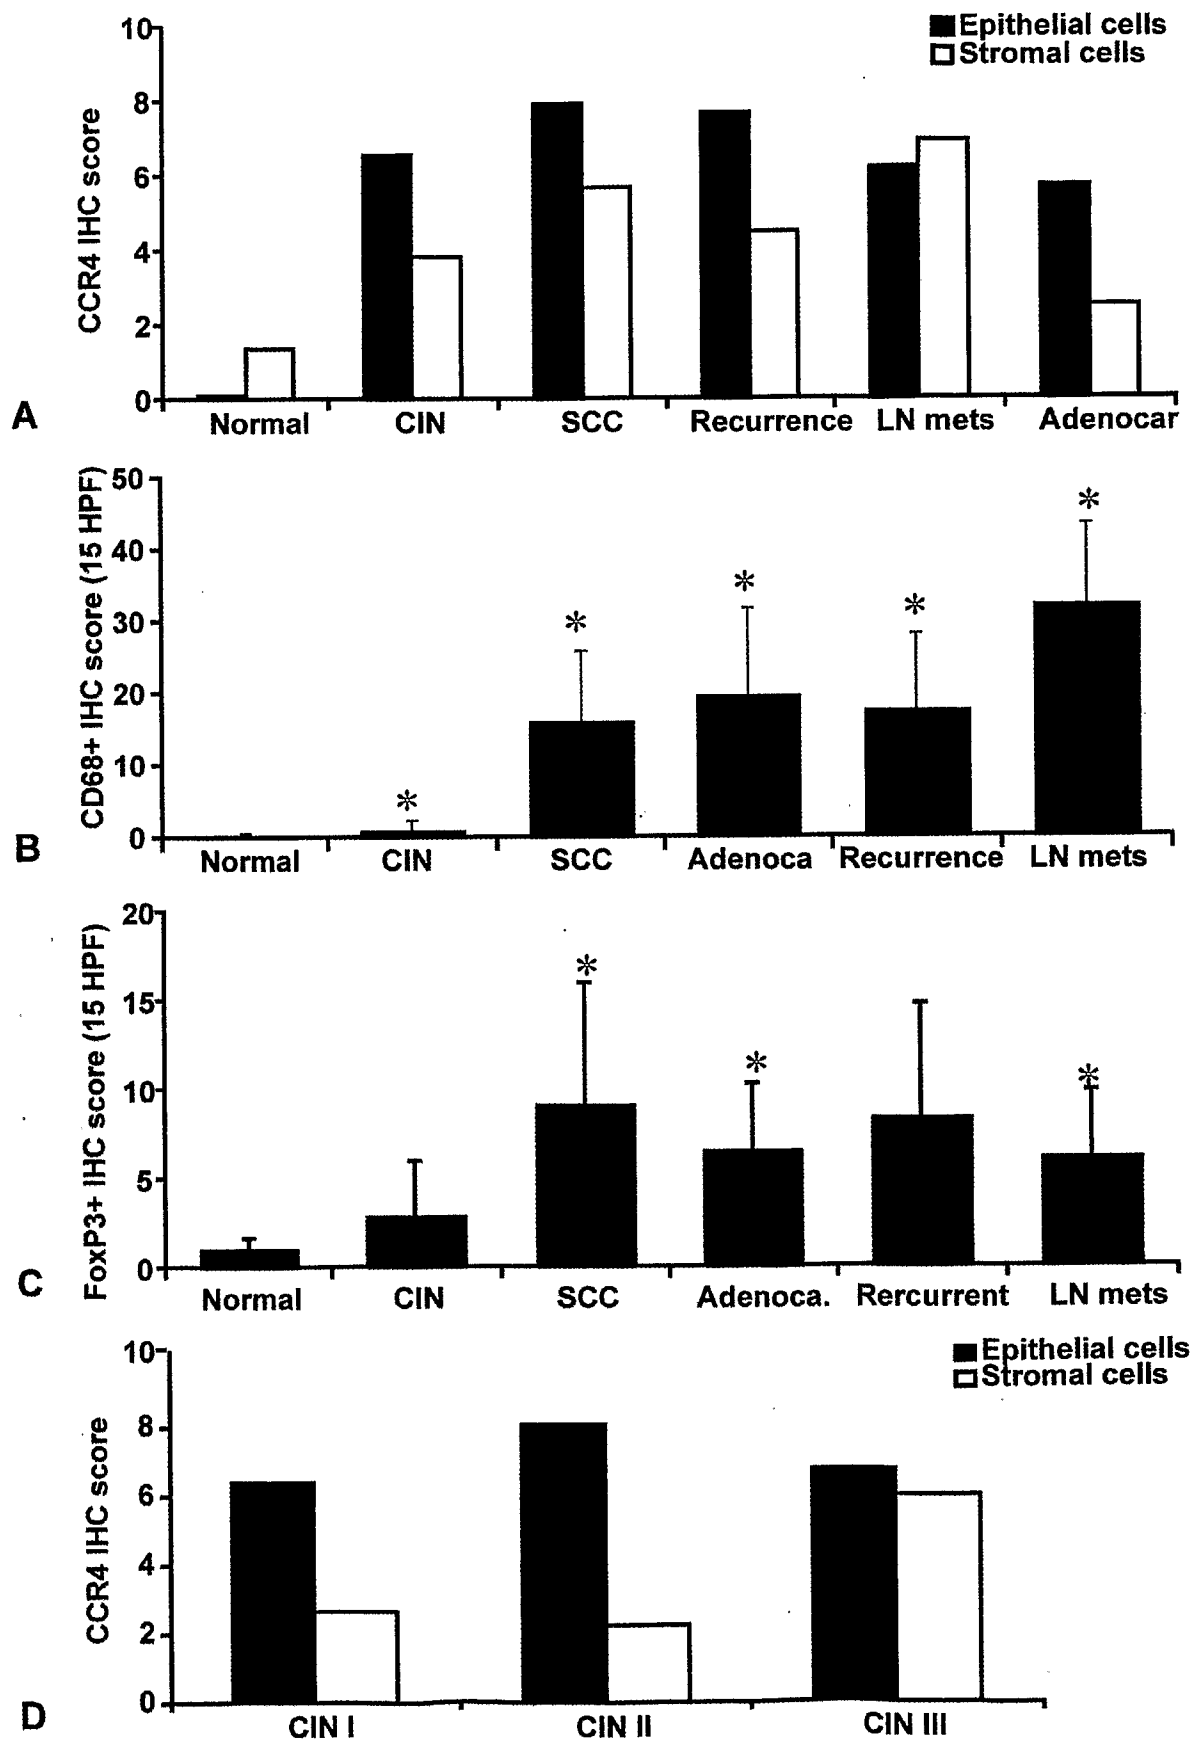 Epithelial cells
Stromal cells
CCR4 IHC score
10
8
6
4
2
0
Normal CIN SCC Recurrence LN mets Adenocar
A
CD68+ IHC score (15 HPF)
50
40
30
20
10
0
* * * * *
Normal CIN SCC Adenoca Recurrence LN mets
B
FoxP3+ IHC score (15 HPF)
20
15
10
5
0
* * *
Normal CIN SCC Adenoca. Rercurrent LN mets
C
Epithelial cells
Stromal cells
CCR4 IHC score
10
8
6
4
2
0
CIN I CIN II CIN III
D